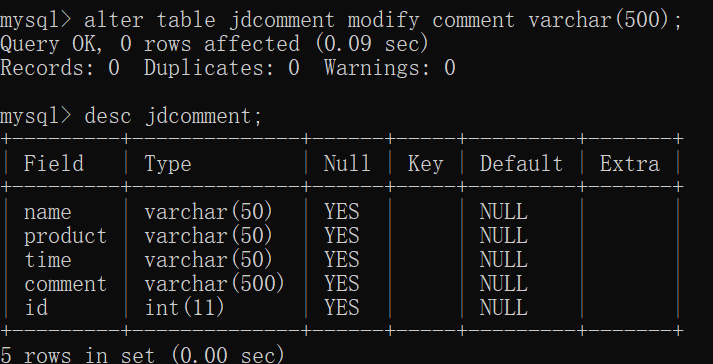 mysql> alter table jdcomment modify comment varchar(500);
Query OK, 0 rows affected (0.09 sec)
Records: 0  Duplicates: 0  Warnings: 0

mysql> desc jdcomment;
+---------+--------------+------+-----+---------+-------+
| Field   | Type         | Null | Key | Default | Extra |
+---------+--------------+------+-----+---------+-------+
| name    | varchar(50)  | YES  |     | NULL    |       |
| product | varchar(50)  | YES  |     | NULL    |       |
| time    | varchar(50)  | YES  |     | NULL    |       |
| comment | varchar(500) | YES  |     | NULL    |       |
| id      | int(11)      | YES  |     | NULL    |       |
+---------+--------------+------+-----+---------+-------+
5 rows in set (0.00 sec)